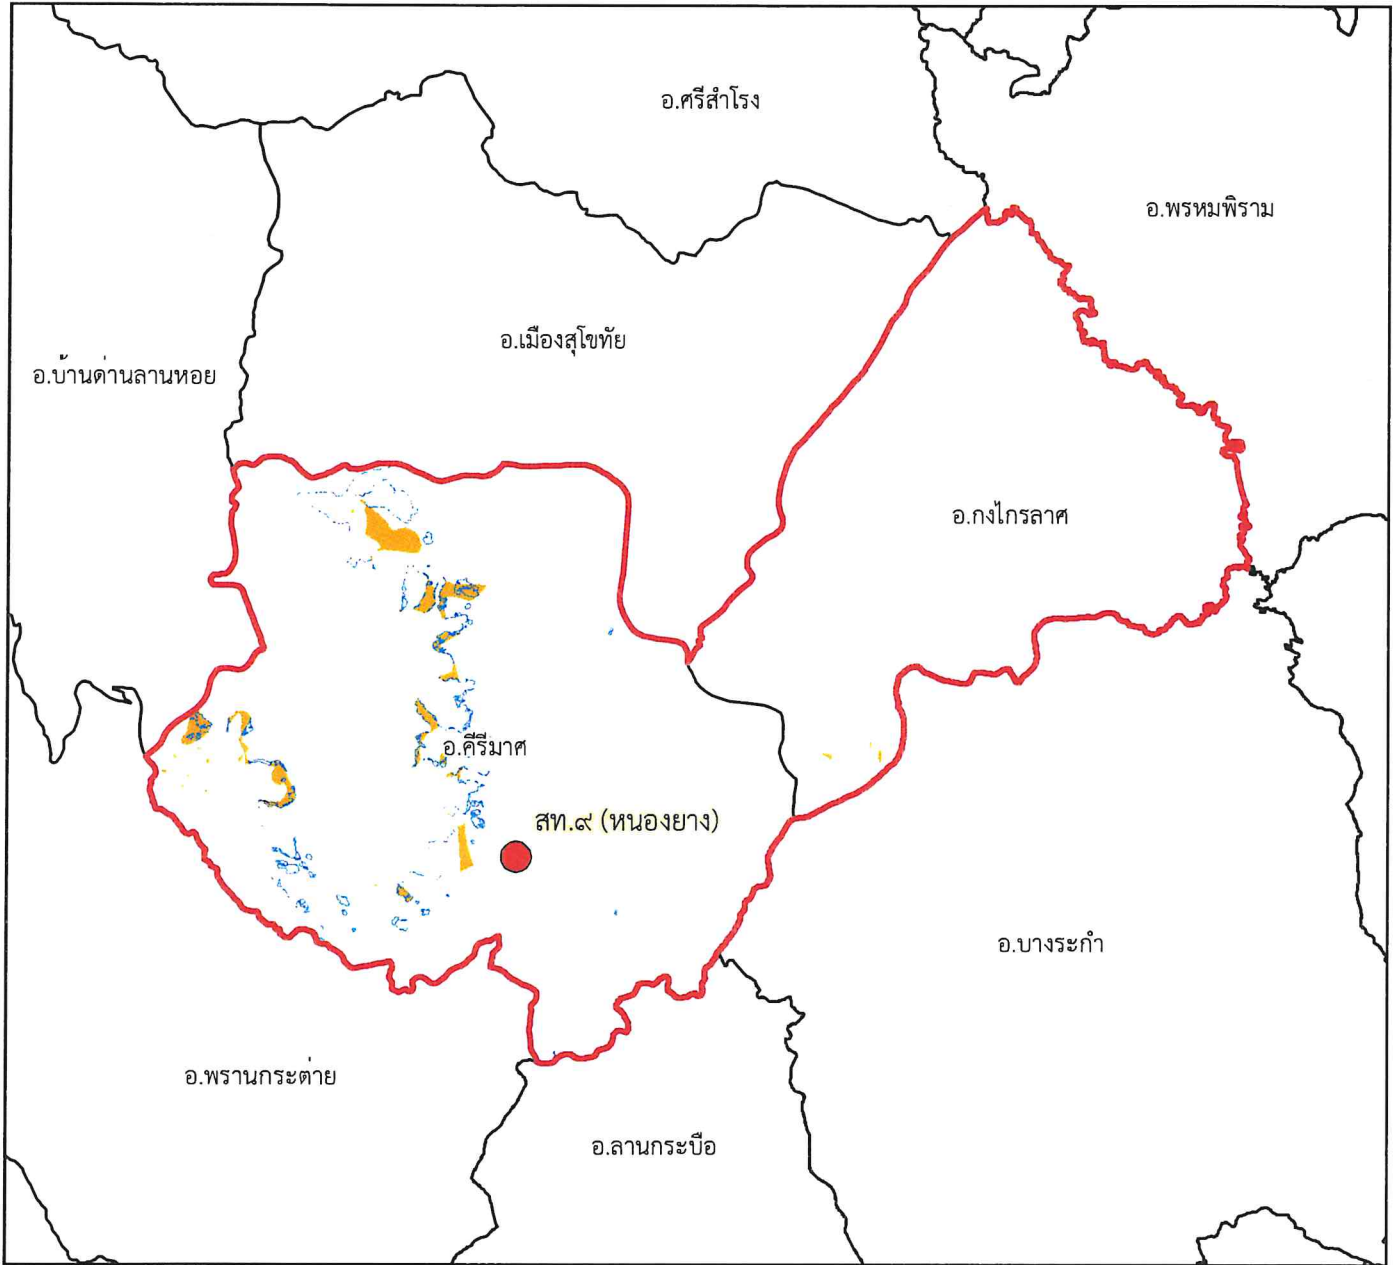 อ.ศรีสำโรง
อ.พรหมพิราม
อ.เมืองสุโขทัย
อ.บ้านด่านลานหอย
อ.กงไกรลาศ
อ.คีรีมาศ
สท.๙ (หนองยาง)
อ.บางระกำ
อ.พรานกระต่าย
อ.ลานกระบือ